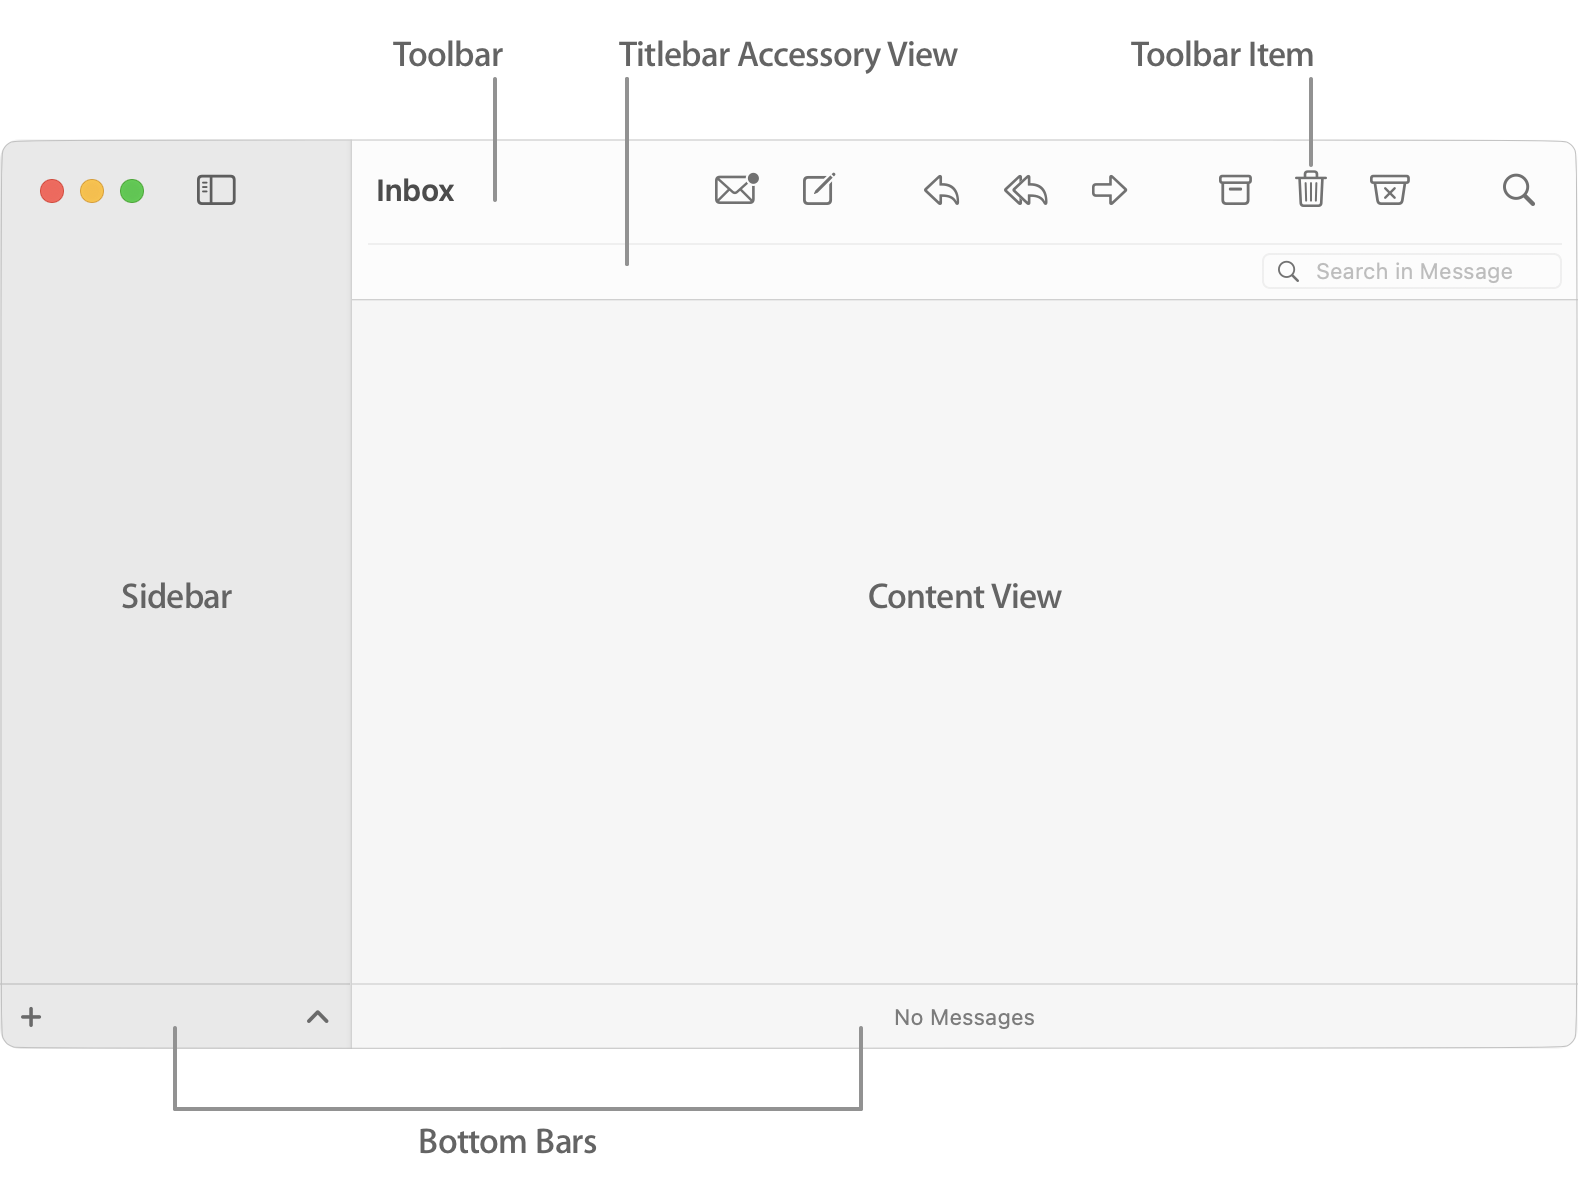 Toolbar
Titlebar Accessory View
Toolbar Item
Inbox
Search in Message
Sidebar
Content View
No Messages
Bottom Bars